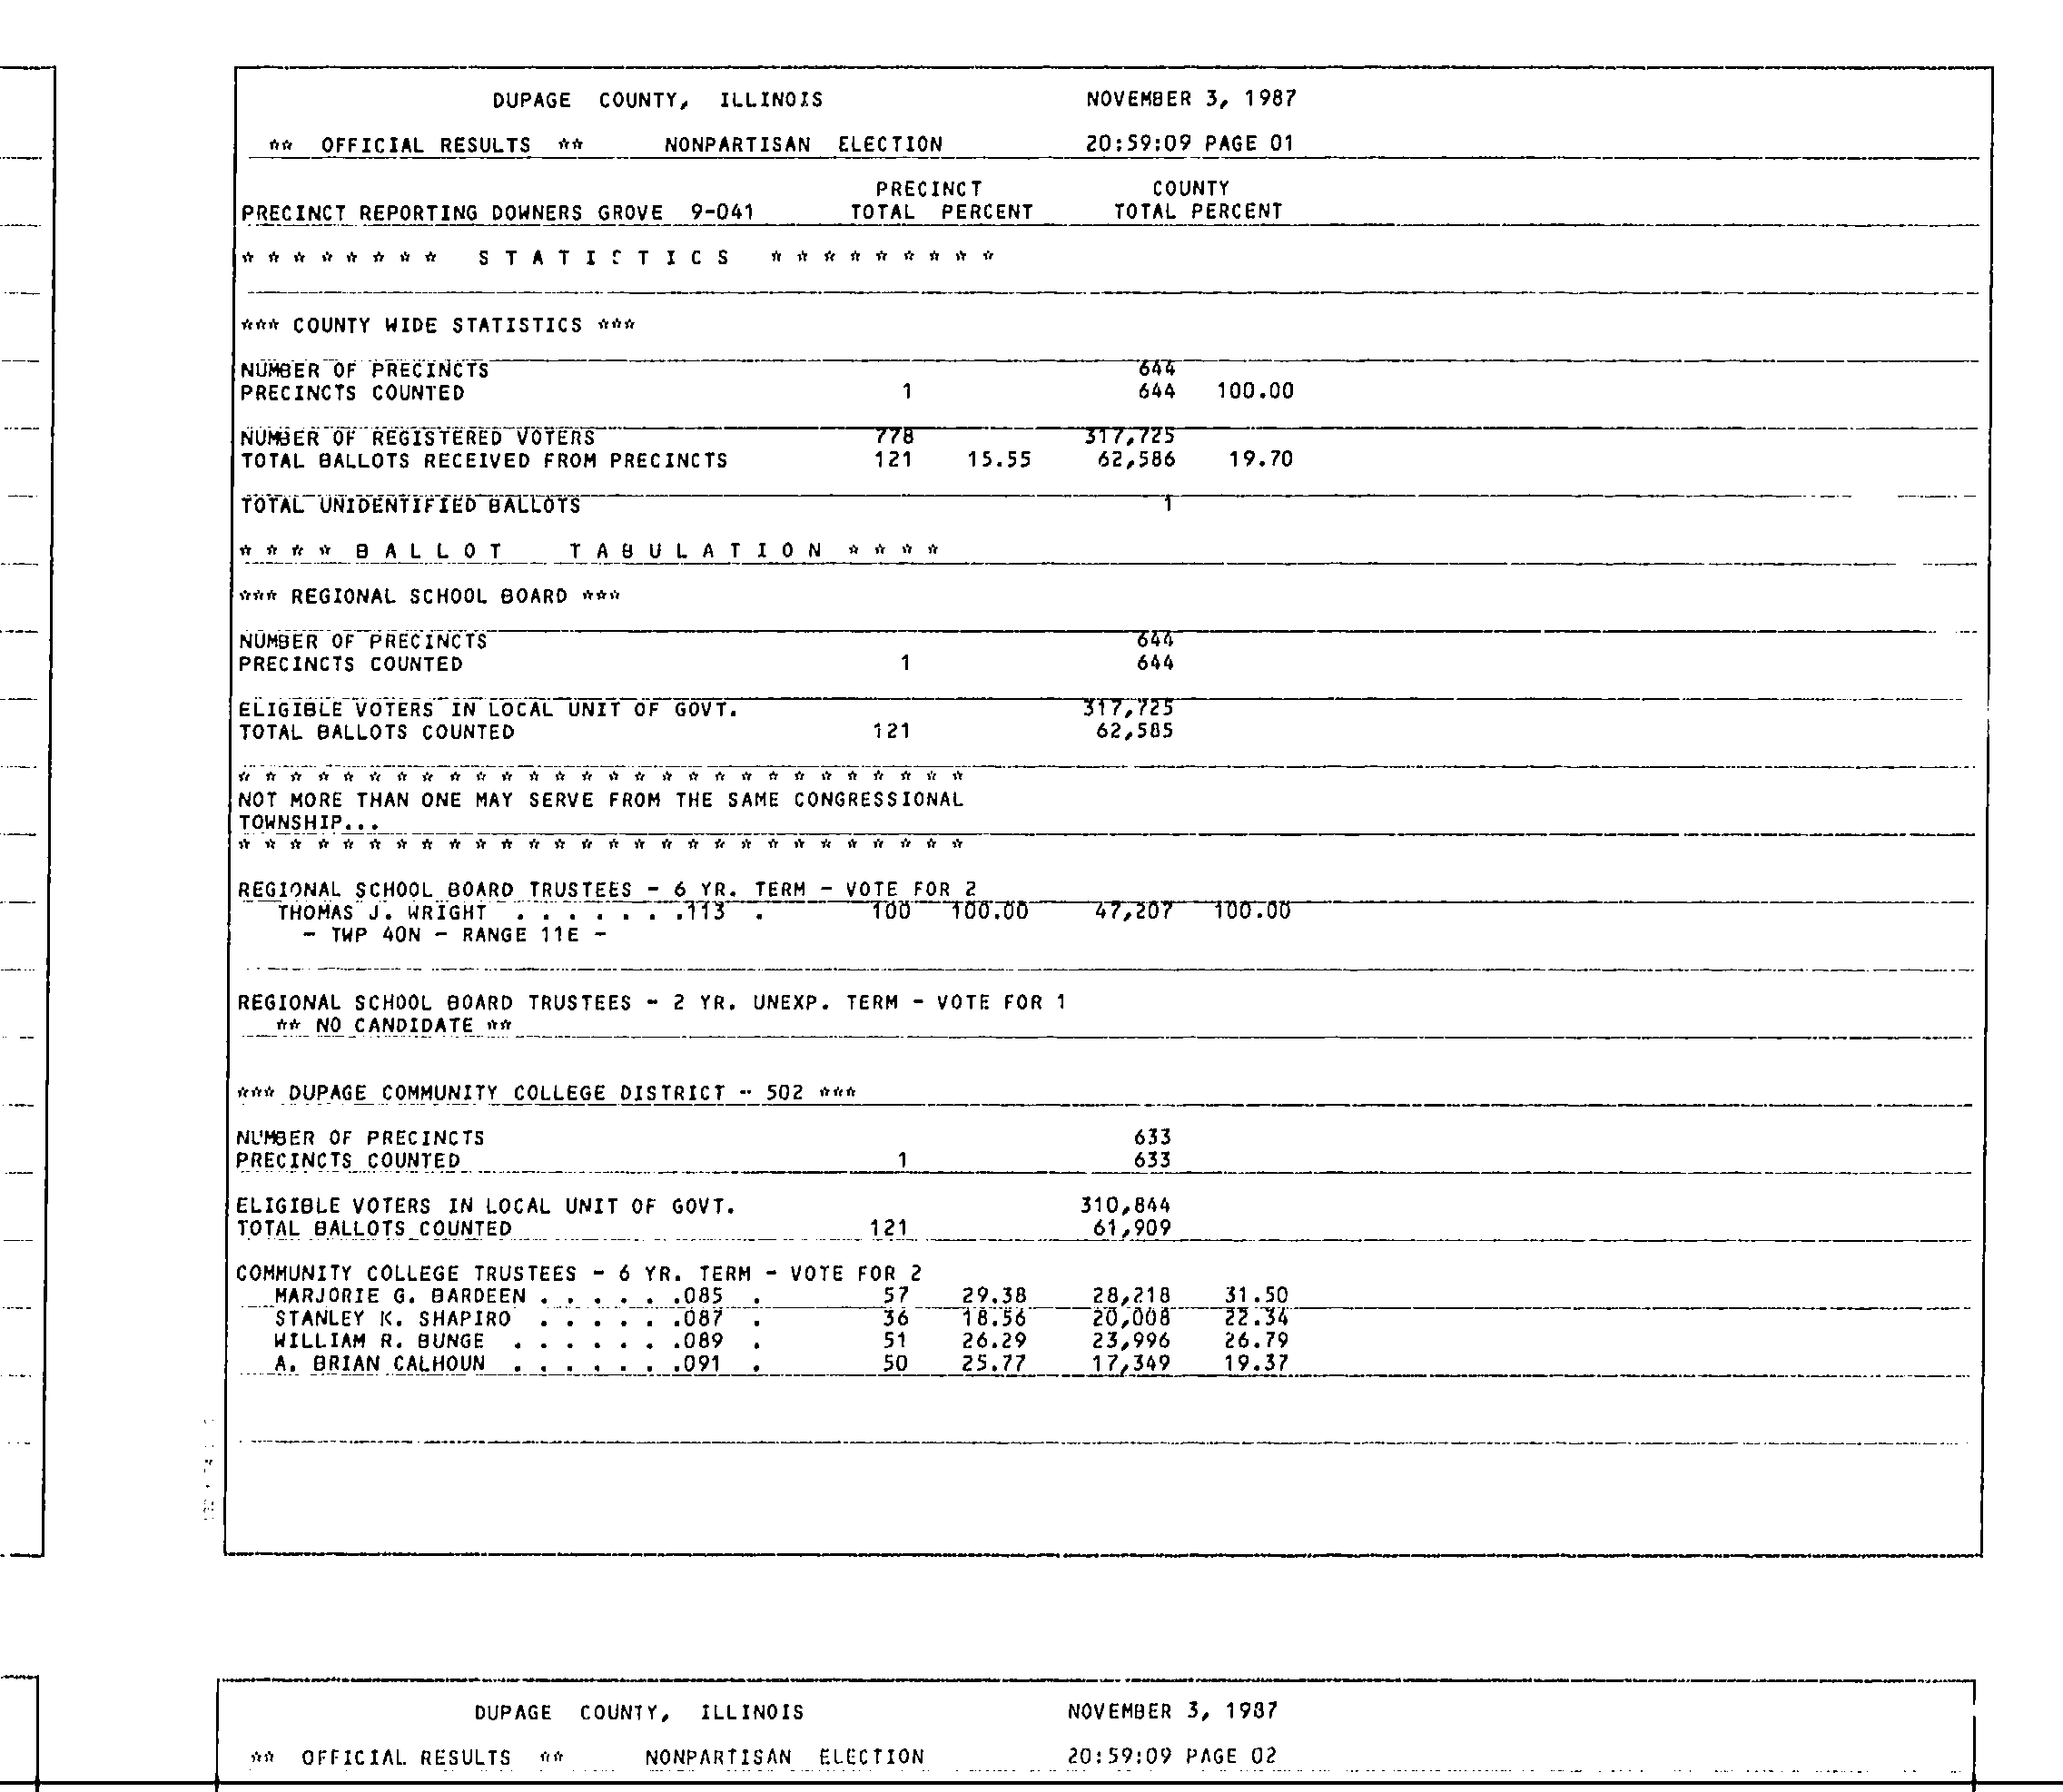 DUPAGE COUNTY, ILLINOIS NOVEMBER 3, 1987
** OFFICIAL RESULTS ** NONPARTISAN ELECTION 20:59:09 PAGE 01
PRECINCT COUNTY
PRECINCT REPORTING DOWNERS GROVE 9-041 TOTAL PERCENT TOTAL PERCENT
* * * * * * * * S T A T I C T I C S * * * * * * * * *
*** COUNTY WIDE STATISTICS ***
NUMBER OF PRECINCTS 644
PRECINCTS COUNTED 1 644 100.00
NUMBER OF REGISTERED VOTERS 778 317,725
TOTAL BALLOTS RECEIVED FROM PRECINCTS 121 15.55 62,586 19.70
TOTAL UNIDENTIFIED BALLOTS 1
* * * * B A L L O T T A B U L A T I O N * * * *
*** REGIONAL SCHOOL BOARD ***
NUMBER OF PRECINCTS 644
PRECINCTS COUNTED 1 644
ELIGIBLE VOTERS IN LOCAL UNIT OF GOVT. 317,725
TOTAL BALLOTS COUNTED 121 62,585
* * * * * * * * * * * * * * * * * * * * * * * * * * * *
NOT MORE THAN ONE MAY SERVE FROM THE SAME CONGRESSIONAL
TOWNSHIP...
* * * * * * * * * * * * * * * * * * * * * * * * * * * *
REGIONAL SCHOOL BOARD TRUSTEES - 6 YR. TERM - VOTE FOR 2
THOMAS J. WRIGHT . . . . . . .113 . 100 100.00 47,207 100.00
- TWP 40N - RANGE 11E -
REGIONAL SCHOOL BOARD TRUSTEES - 2 YR. UNEXP. TERM - VOTE FOR 1
** NO CANDIDATE **
*** DUPAGE COMMUNITY COLLEGE DISTRICT - 502 ***
NUMBER OF PRECINCTS 633
PRECINCTS COUNTED 1 633
ELIGIBLE VOTERS IN LOCAL UNIT OF GOVT. 310,844
TOTAL BALLOTS COUNTED 121 61,909
COMMUNITY COLLEGE TRUSTEES - 6 YR. TERM - VOTE FOR 2
MARJORIE G. BARDEEN . . . . . .085 . 57 29.38 28,218 31.50
STANLEY K. SHAPIRO . . . . . .087 . 36 18.56 20,008 22.34
WILLIAM R. BUNGE . . . . . . .089 . 51 26.29 23,996 26.79
A. BRIAN CALHOUN . . . . . . .091 . 50 25.77 17,349 19.37
DUPAGE COUNTY, ILLINOIS NOVEMBER 3, 1987
** OFFICIAL RESULTS ** NONPARTISAN ELECTION 20:59:09 PAGE 02